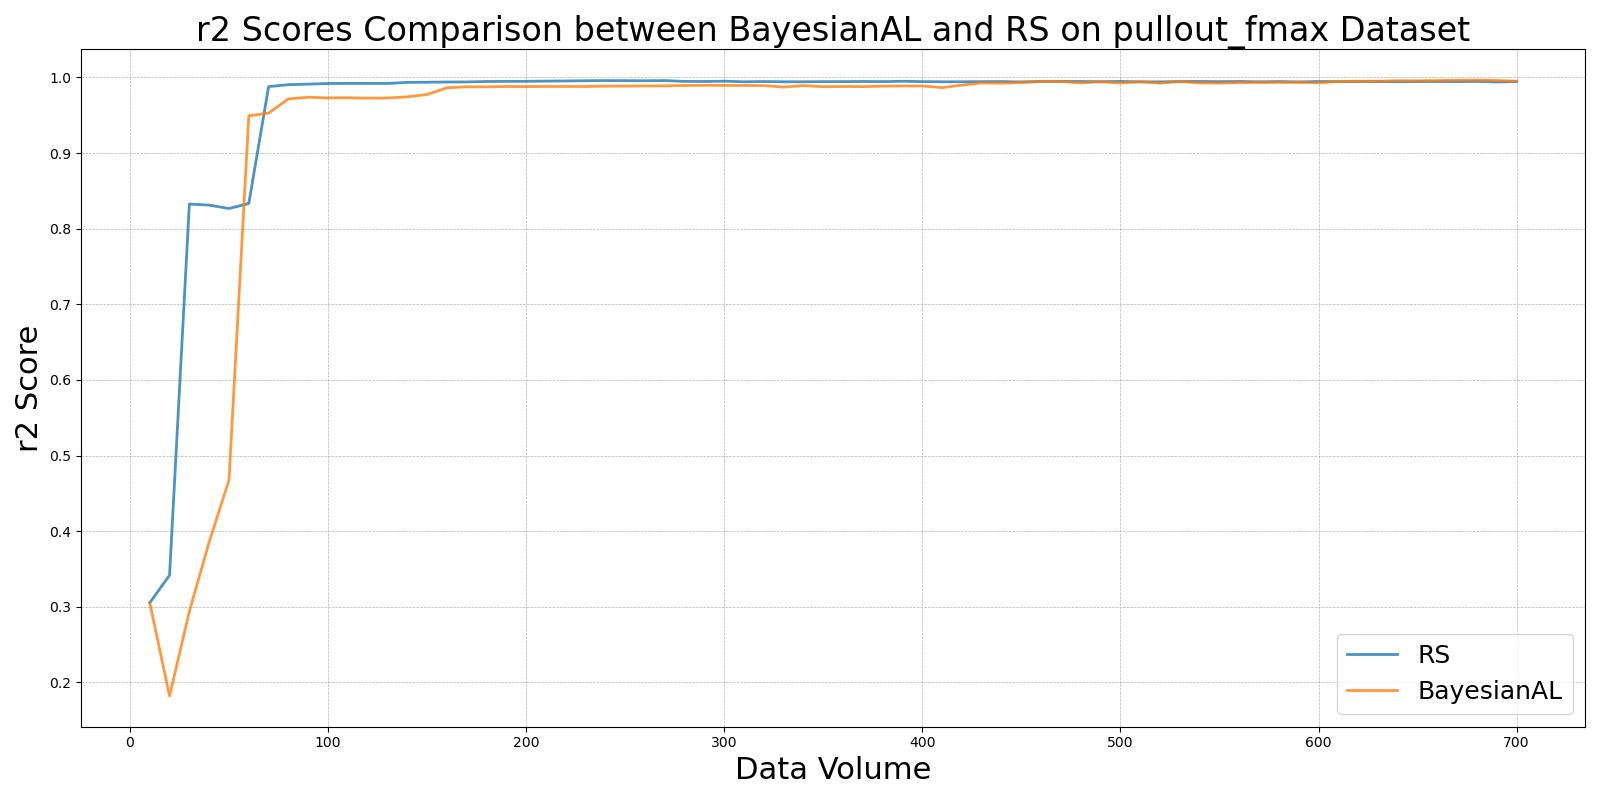 r2 Scores Comparison between BayesianAL and RS on pullout_fmax Dataset
1.0
0.9
0.8
0.7
0.6
0.5
0.4
0.3
0.2
r2 Score
RS
BayesianAL
0 100 200 300 400 500 600 700
Data Volume